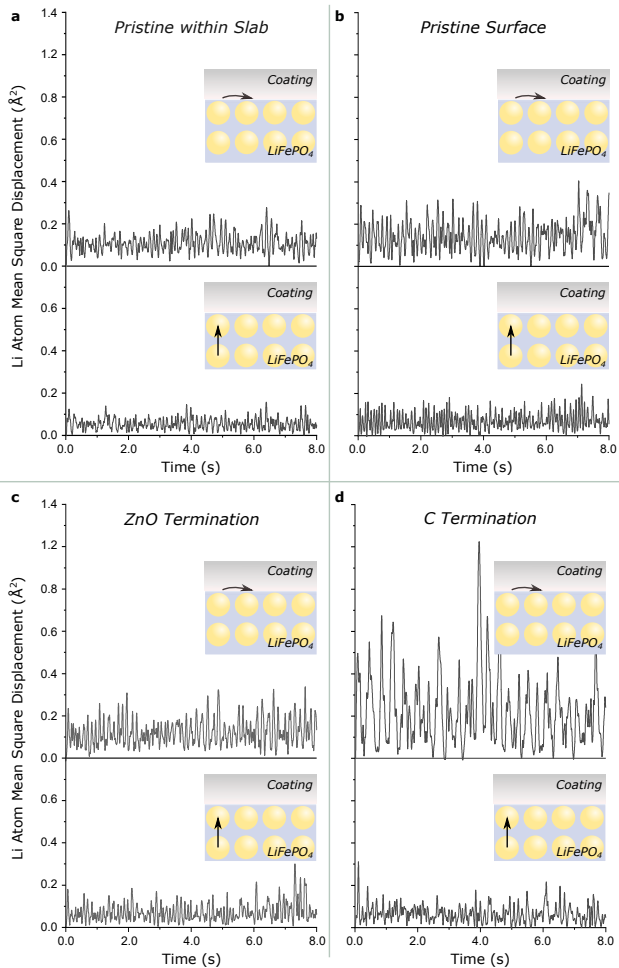 a
Pristine within Slab
b
Pristine Surface
Li Atom Mean Square Displacement (Å²)
1.4
1.2
1.0
0.8
0.6
0.4
0.2
0.0
Coating
LiFePO₄
Coating
LiFePO₄
0.6
0.4
0.2
0.0
Coating
LiFePO₄
Coating
LiFePO₄
0.0 2.0 4.0 6.0 8.0
Time (s)
0.0 2.0 4.0 6.0 8.0
Time (s)
c
ZnO Termination
d
C Termination
Li Atom Mean Square Displacement (Å²)
1.4
1.2
1.0
0.8
0.6
0.4
0.2
0.0
Coating
LiFePO₄
Coating
LiFePO₄
0.6
0.4
0.2
0.0
Coating
LiFePO₄
Coating
LiFePO₄
0.0 2.0 4.0 6.0 8.0
Time (s)
0.0 2.0 4.0 6.0 8.0
Time (s)